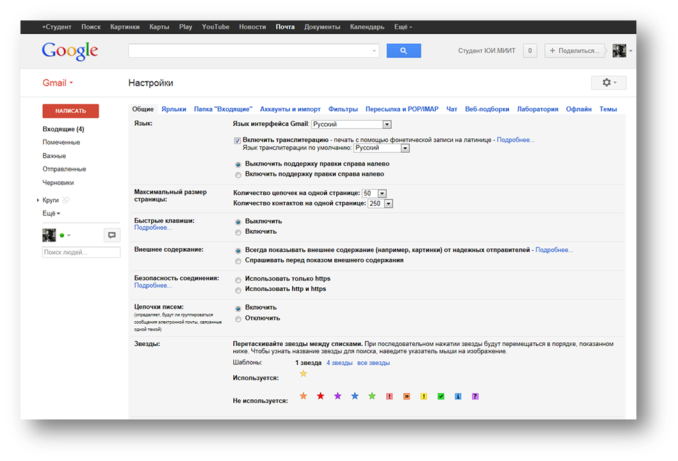 +Студент Поиск Картинки Карты Play YouTube Новости Почта Документы Календарь Ещё
Google
Студент ЮИ.МИИТ 0 + Поделиться...
Gmail Настройки
НАПИСАТЬ
Входящие (4)
Помеченные
Важные
Отправленные
Черновики
Круги
Ещё
Поиск людей...
Общие Ярлыки Папка "Входящие" Аккаунты и импорт Фильтры Пересылка и POP/IMAP Чат Веб-подборки Лаборатория Офлайн Темы
Язык: Язык интерфейса Gmail: Русский
Включить транслитерацию - печать с помощью фонетической записи на латинице - Подробнее...
Язык транслитерации по умолчанию: Русский
Выключить поддержку правки справа налево
Включить поддержку правки справа налево
Максимальный размер страницы:
Количество цепочек на одной странице: 50
Количество контактов на одной странице: 250
Быстрые клавиши:
Подробнее...
Выключить
Включить
Внешнее содержание:
Всегда показывать внешнее содержание (например, картинки) от надежных отправителей - Подробнее...
Спрашивать перед показом внешнего содержания
Безопасность соединения:
Подробнее...
Использовать только https
Использовать http и https
Цепочки писем:
(определяет, будут ли группироваться
сообщения электронной почты, связанные
одной темой)
Включить
Отключить
Звезды:
Перетаскивайте звезды между списками. При последовательном нажатии звезды будут перемещаться в порядке, показанном
ниже. Чтобы узнать название звезды для поиска, наведите указатель мыши на изображение.
Шаблоны: 1 звезда 4 звезды все звезды
Используется:
Не используется: